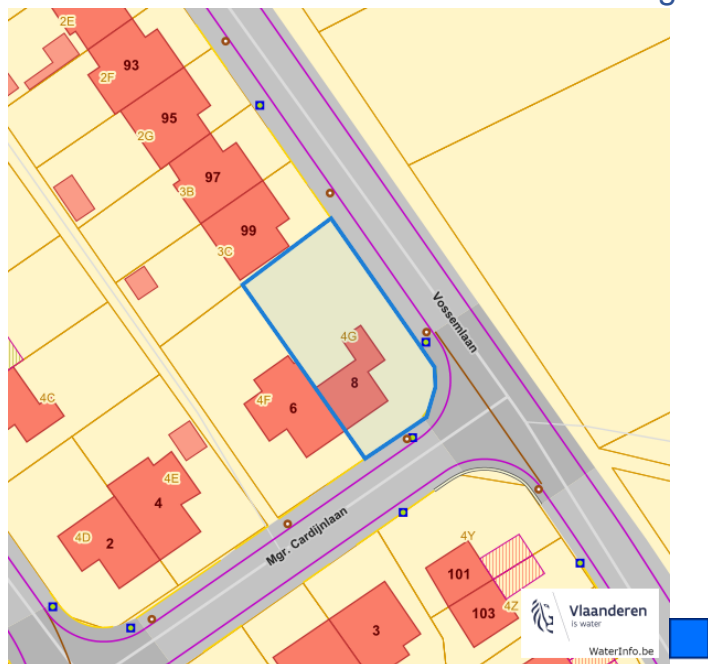 2E
93
2F
95
2G
97
3B
99
3C
Vossemlaan
4G
8
4F
6
4C
4E
4
4D
2
Mgr. Cardijnlaan
4Y
101
4Z
103
3
Vlaanderen
is water
WaterInfo.be